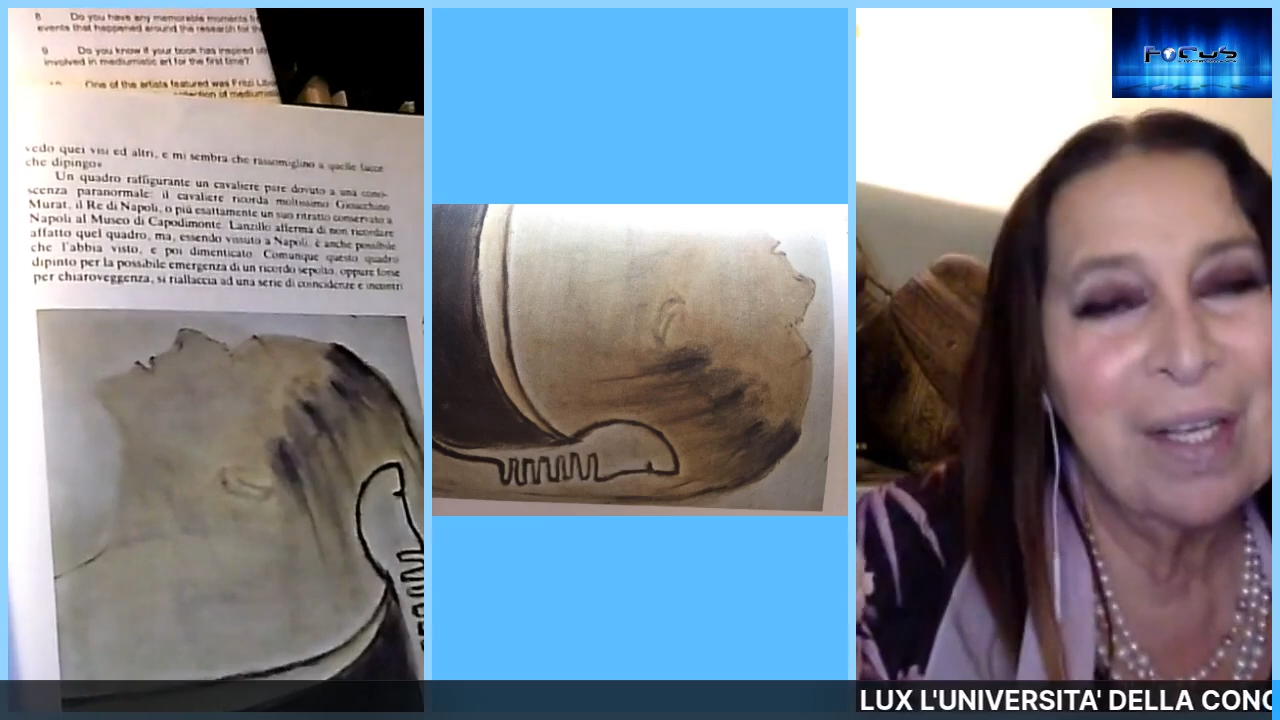 8 Do you have any memorable moments
events that happened around the research for
9 Do you know if your book has inspired
involved in mediumistic art for the first time?
One of the artists featured was
of
vedo quei visi ed altri, e mi sembra che rassomiglino a quelle facce
che dipingo»
Un quadro raffigurante un cavaliere pare dovuto a una cono-
scenza paranormale: il cavaliere ricorda moltissimo Gioacchino
Murat, il Re di Napoli, o più esattamente un suo ritratto conservato a
Napoli al Museo di Capodimonte. Lanzillo afferma di non ricordare
affatto quel quadro, ma, essendo vissuto a Napoli, è anche possibile
che l'abbia visto, e poi dimenticato. Comunque questo quadro
dipinto per la possibile emergenza di un ricordo sepolto, oppure forse
per chiaroveggenza, si riallaccia ad una serie di coincidenze e incontri
FOCUS
LUX L'UNIVERSITA' DELLA CONO